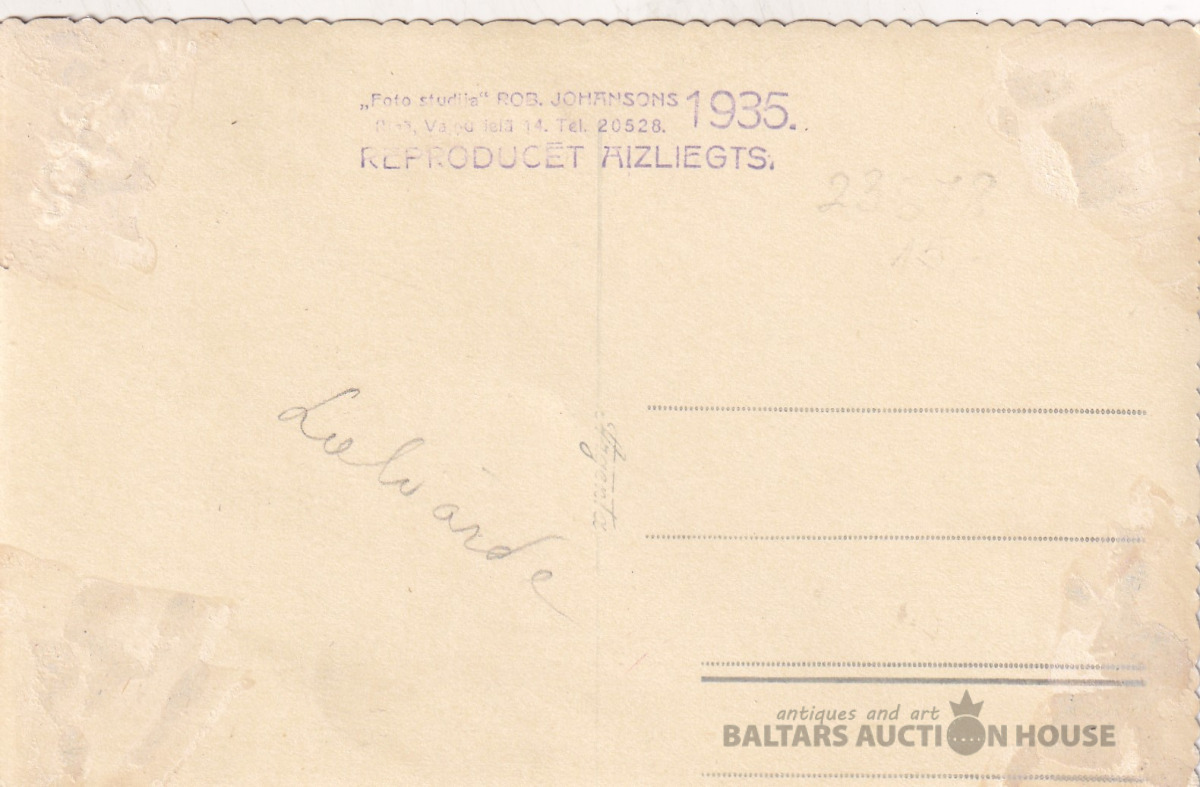 „Foto studija“ ROB. JOHANSONS 1935.
Rīgā, Vaļņu ielā 14. Tel. 20528.
REPRODUCĒT AIZLIEGTS.
15
Lielvārde
antiques and art
BALTARS AUCTION HOUSE